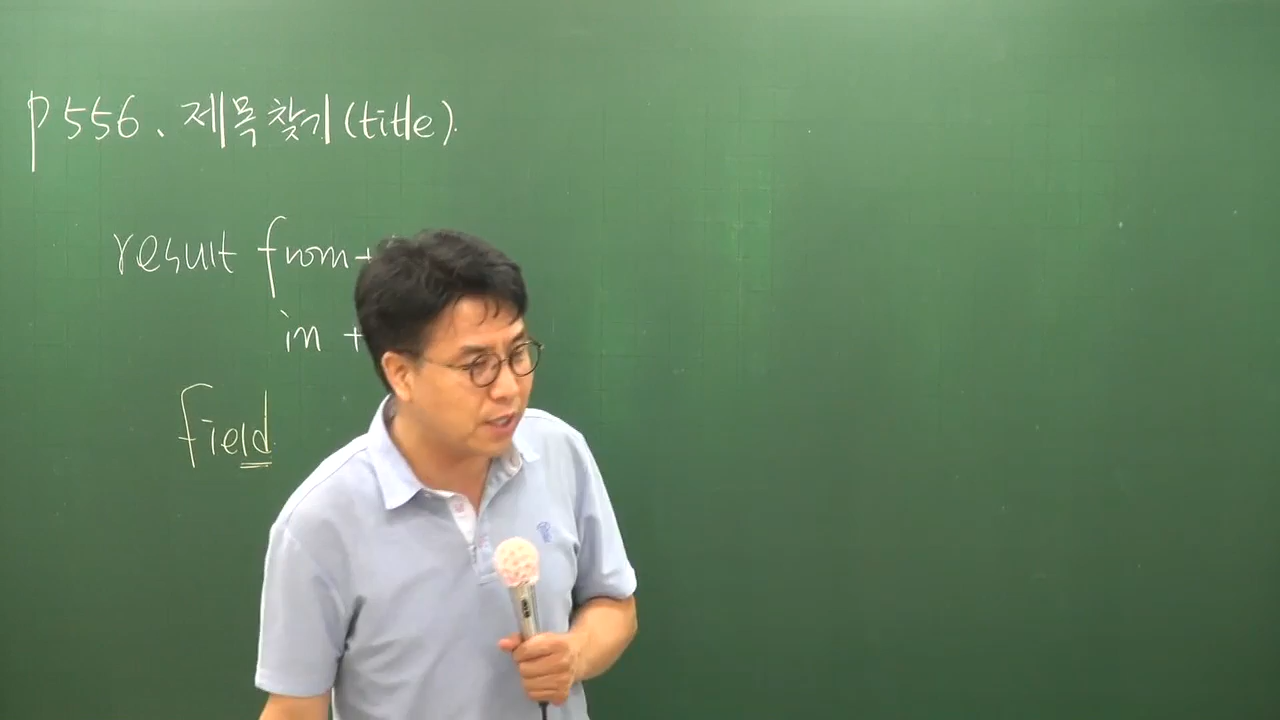 P556. 제목찾기(title).
result from+
in +
field